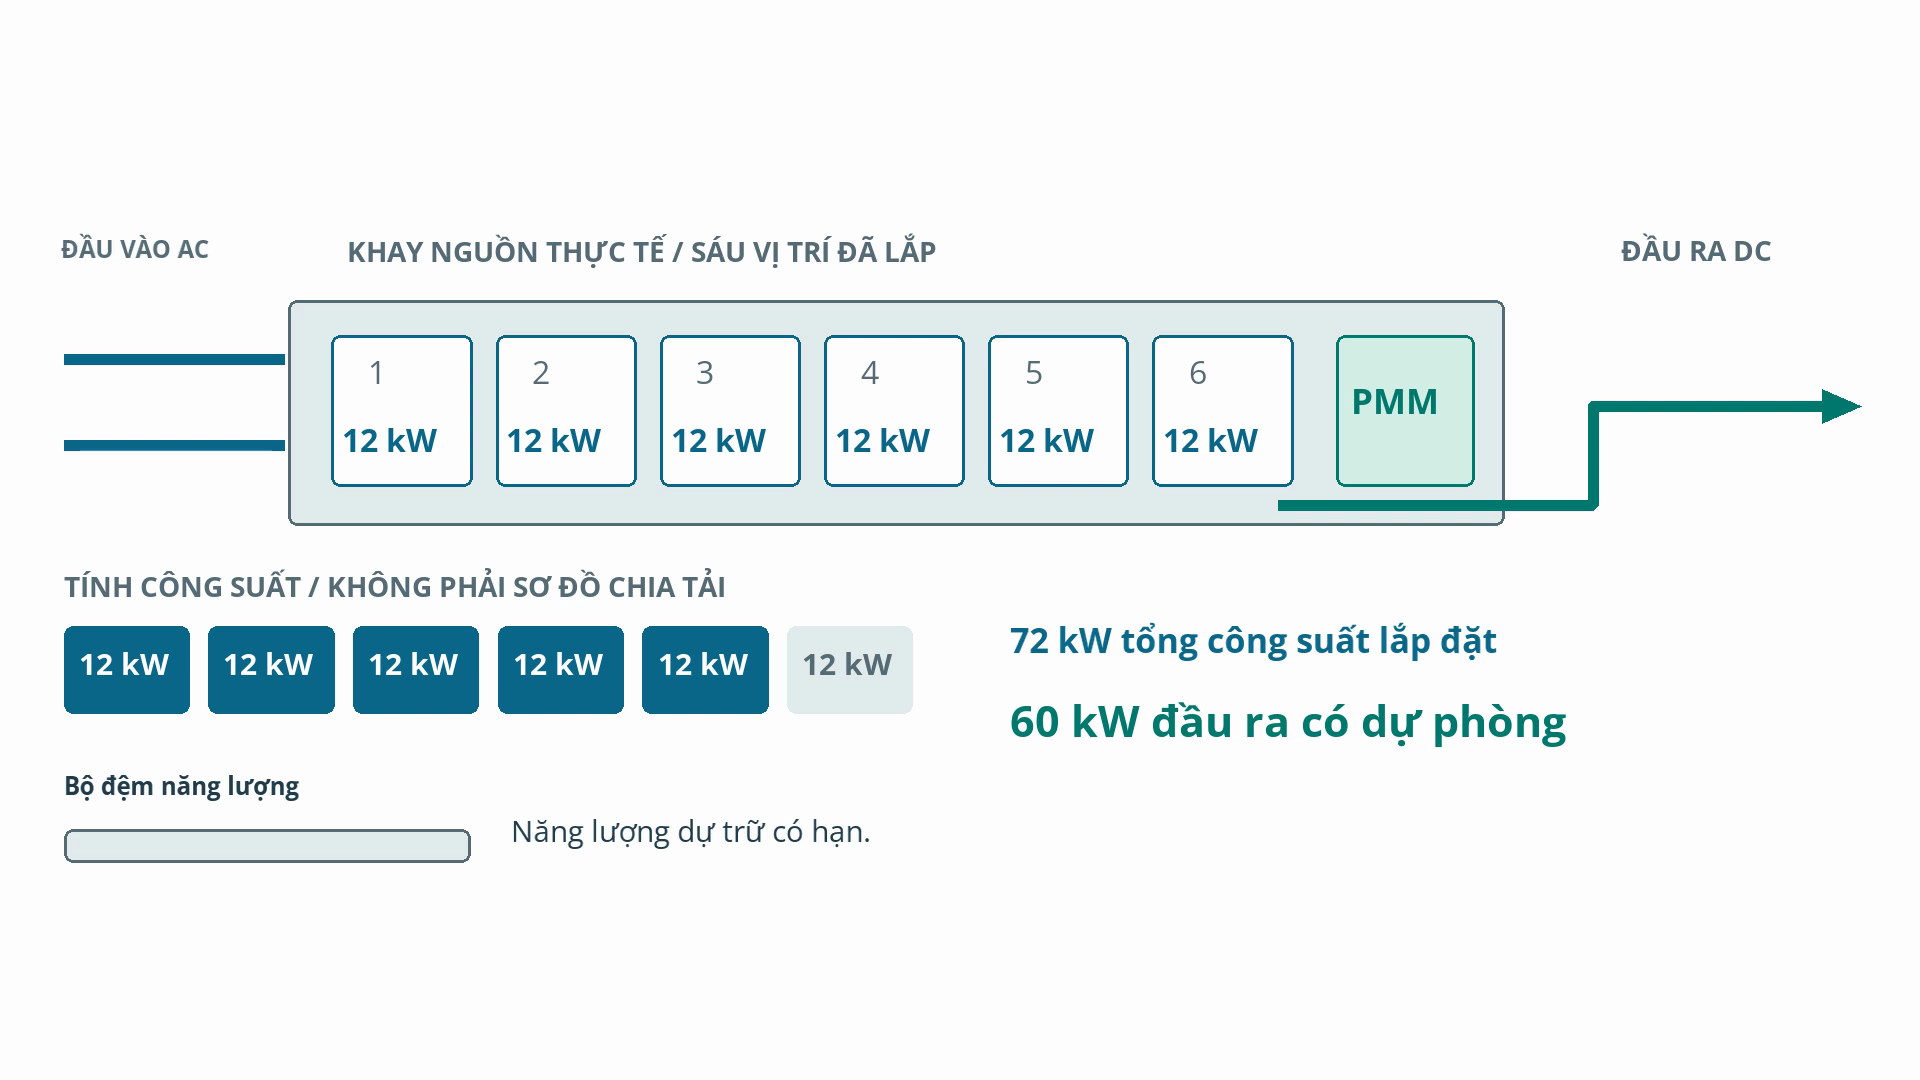 ĐẦU VÀO AC
KHAY NGUỒN THỰC TẾ / SÁU VỊ TRÍ ĐÃ LẮP
ĐẦU RA DC
1 2 3 4 5 6
PMM
12 kW 12 kW 12 kW 12 kW 12 kW 12 kW
TÍNH CÔNG SUẤT / KHÔNG PHẢI SƠ ĐỒ CHIA TẢI
12 kW 12 kW 12 kW 12 kW 12 kW 12 kW
72 kW tổng công suất lắp đặt
60 kW đầu ra có dự phòng
Bộ đệm năng lượng
Năng lượng dự trữ có hạn.